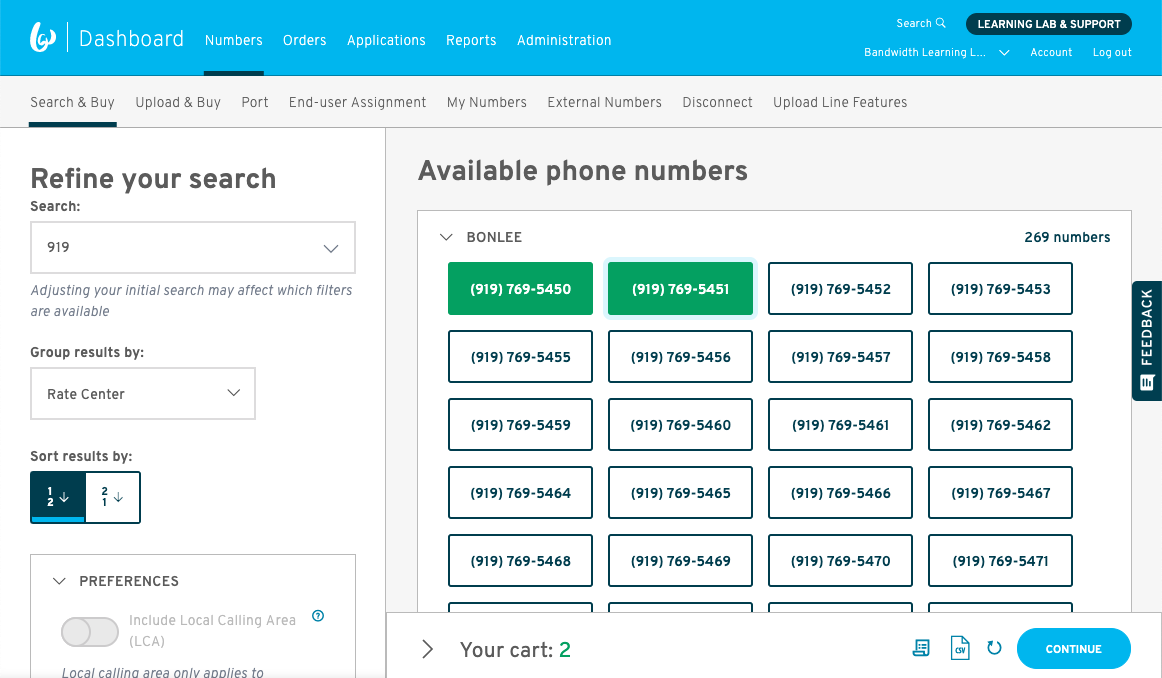 Search
LEARNING LAB & SUPPORT
Dashboard
Numbers Orders Applications Reports Administration
Bandwidth Learning L... Account Log out
Search & Buy Upload & Buy Port End-user Assignment My Numbers External Numbers Disconnect Upload Line Features
Refine your search
Search:
919
Adjusting your initial search may affect which filters
are available
Group results by:
Rate Center
Sort results by:
1 2
2 1
PREFERENCES
Include Local Calling Area
(LCA)
?
Local calling area only applies to
Available phone numbers
BONLEE 269 numbers
(919) 769-5450 (919) 769-5451 (919) 769-5452 (919) 769-5453
(919) 769-5455 (919) 769-5456 (919) 769-5457 (919) 769-5458
(919) 769-5459 (919) 769-5460 (919) 769-5461 (919) 769-5462
(919) 769-5464 (919) 769-5465 (919) 769-5466 (919) 769-5467
(919) 769-5468 (919) 769-5469 (919) 769-5470 (919) 769-5471
Your cart: 2
CSV
CONTINUE
FEEDBACK